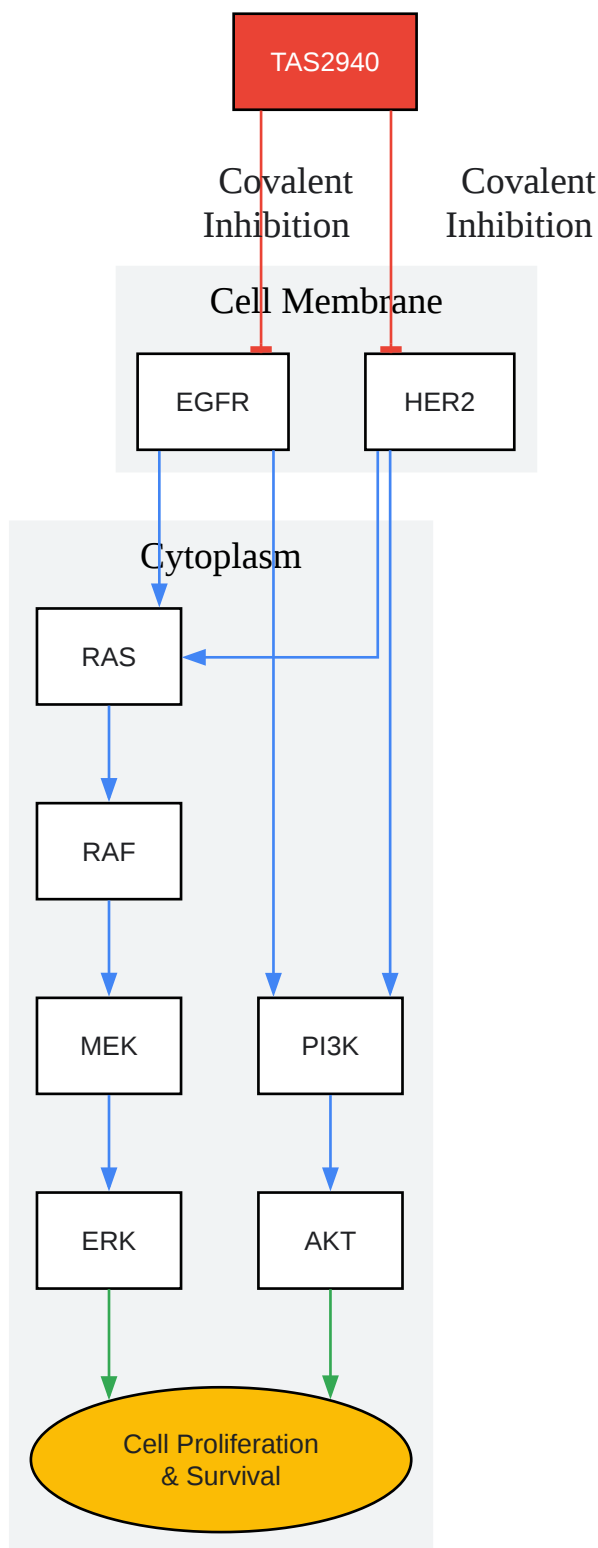 TAS2940
Covalent
Inhibition
Covalent
Inhibition
Cell Membrane
EGFR
HER2
Cytoplasm
RAS
RAF
MEK
PI3K
ERK
AKT
Cell Proliferation
& Survival